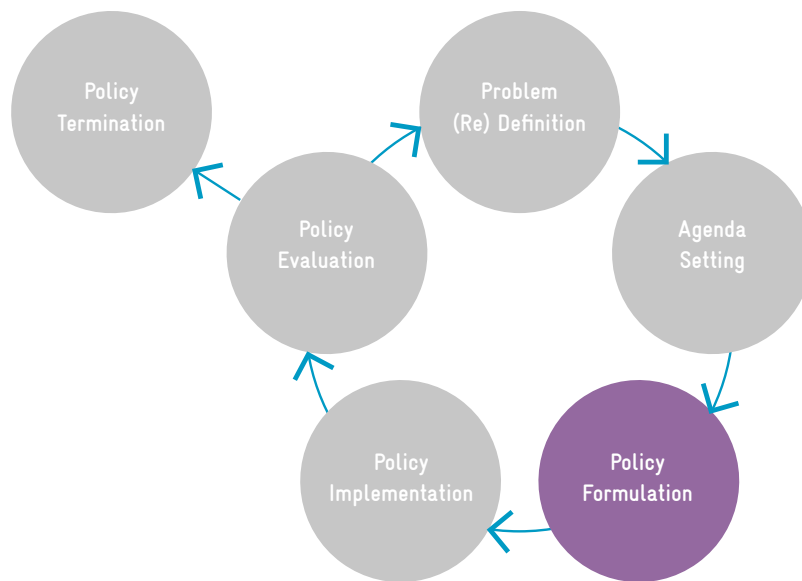 Policy
Termination
Problem
(Re) Definition
Policy
Evaluation
Agenda
Setting
Policy
Implementation
Policy
Formulation